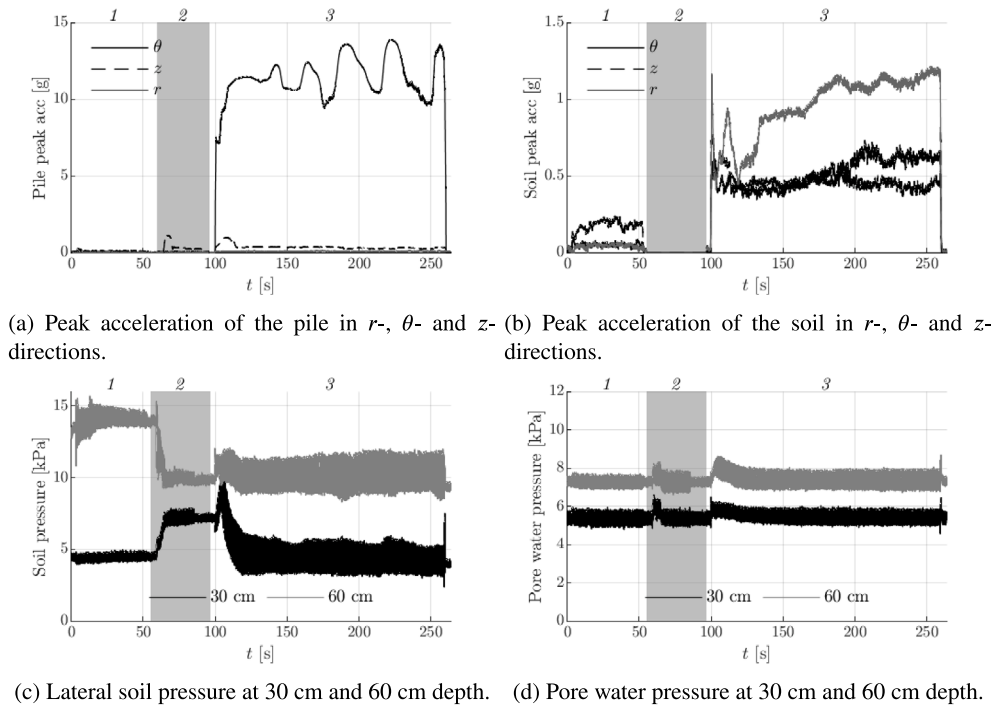 1 2 3
15
10
5
0
Pile peak acc [g]
θ
z
r
0 50 100 150 200 250
t [s]
1 2 3
1.5
1
0.5
0
Soil peak acc [g]
θ
z
r
0 50 100 150 200 250
t [s]
(a) Peak acceleration of the pile in r-, θ- and z-
directions.
(b) Peak acceleration of the soil in r-, θ- and z-
directions.
1 2 3
15
10
5
0
Soil pressure [kPa]
30 cm 60 cm
0 50 100 150 200 250
t [s]
1 2 3
12
10
8
6
4
2
0
Pore water pressure [kPa]
30 cm 60 cm
0 50 100 150 200 250
t [s]
(c) Lateral soil pressure at 30 cm and 60 cm depth.
(d) Pore water pressure at 30 cm and 60 cm depth.